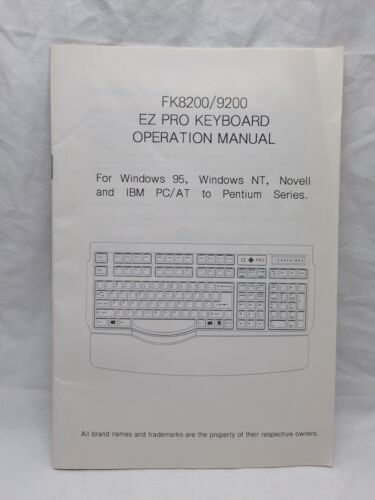 FK8200/9200
EZ PRO KEYBOARD
OPERATION MANUAL
For Windows 95, Windows NT, Novell
and IBM PC/AT to Pentium Series.
EZ PRO
All brand names and trademarks are the property of their respective owners.